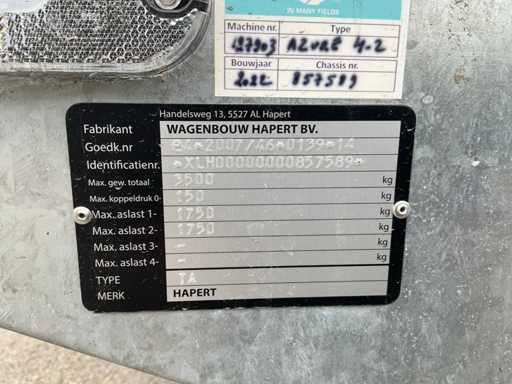 IN MANY FIELDS
Machine nr. Type
127903 AZURE 4.2
Bouwjaar Chassis nr.
2022 857589
Handelsweg 13, 5527 AL Hapert
Fabrikant WAGENBOUW HAPERT BV.
Goedk.nr e4*2007/46*0139*14
Identificatienr. *XLH00000000857589*
Max. gew. totaal 3500 kg
Max. koppeldruk 0- 150 kg
Max. aslast 1- 1750 kg
Max. aslast 2- 1750 kg
Max. aslast 3- - kg
Max. aslast 4- - kg
TYPE TA
MERK HAPERT